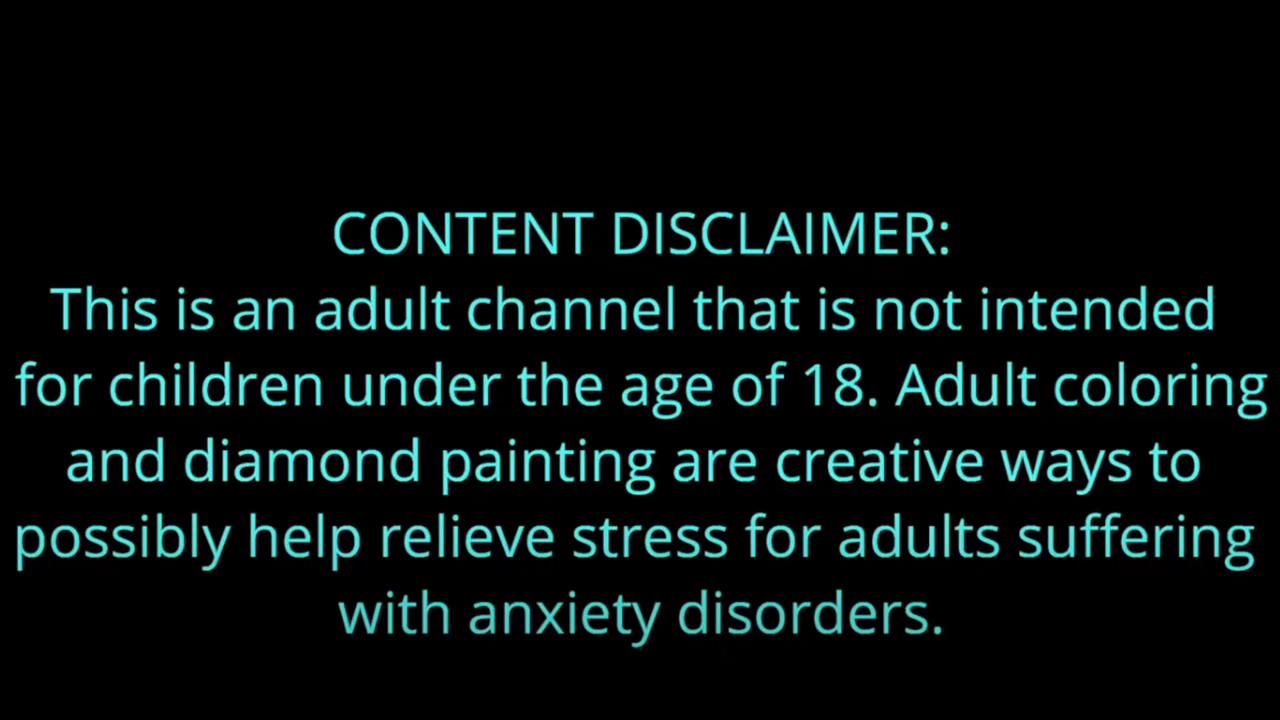 CONTENT DISCLAIMER:
This is an adult channel that is not intended
for children under the age of 18. Adult coloring
and diamond painting are creative ways to
possibly help relieve stress for adults suffering
with anxiety disorders.